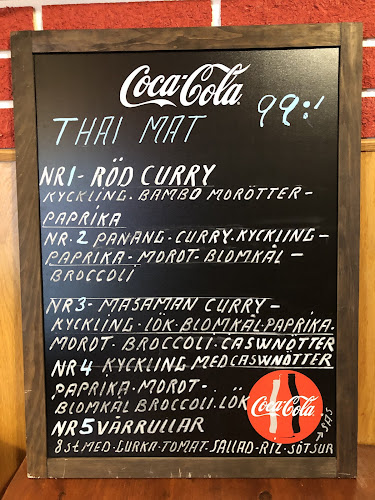 Coca-Cola
99:-
THAI MAT
NR1- RÖD CURRY
KYCKLING. BAMBO MORÖTTER-
PAPRIKA
NR. 2 PANANG. CURRY. KYCKLING-
PAPRIKA- MOROT- BLOMKÅL-
BROCCOLI
NR3- MASAMAN CURRY-
KYCKLING- LÖK- BLOMKÅL. PAPRIKA.
MOROT. BROCCOLI. CASWNÖTTER
NR4 KYCKLING MED CASWNÖTTER
PAPRIKA. MOROT-
BLOMKÅL BROCCOLI. LÖK
Coca-Cola
NR5 VÅRRULLAR
8 st MED. LURKA. TOMAT. SALLAD- RIZ- SÖTSUR
SÅS